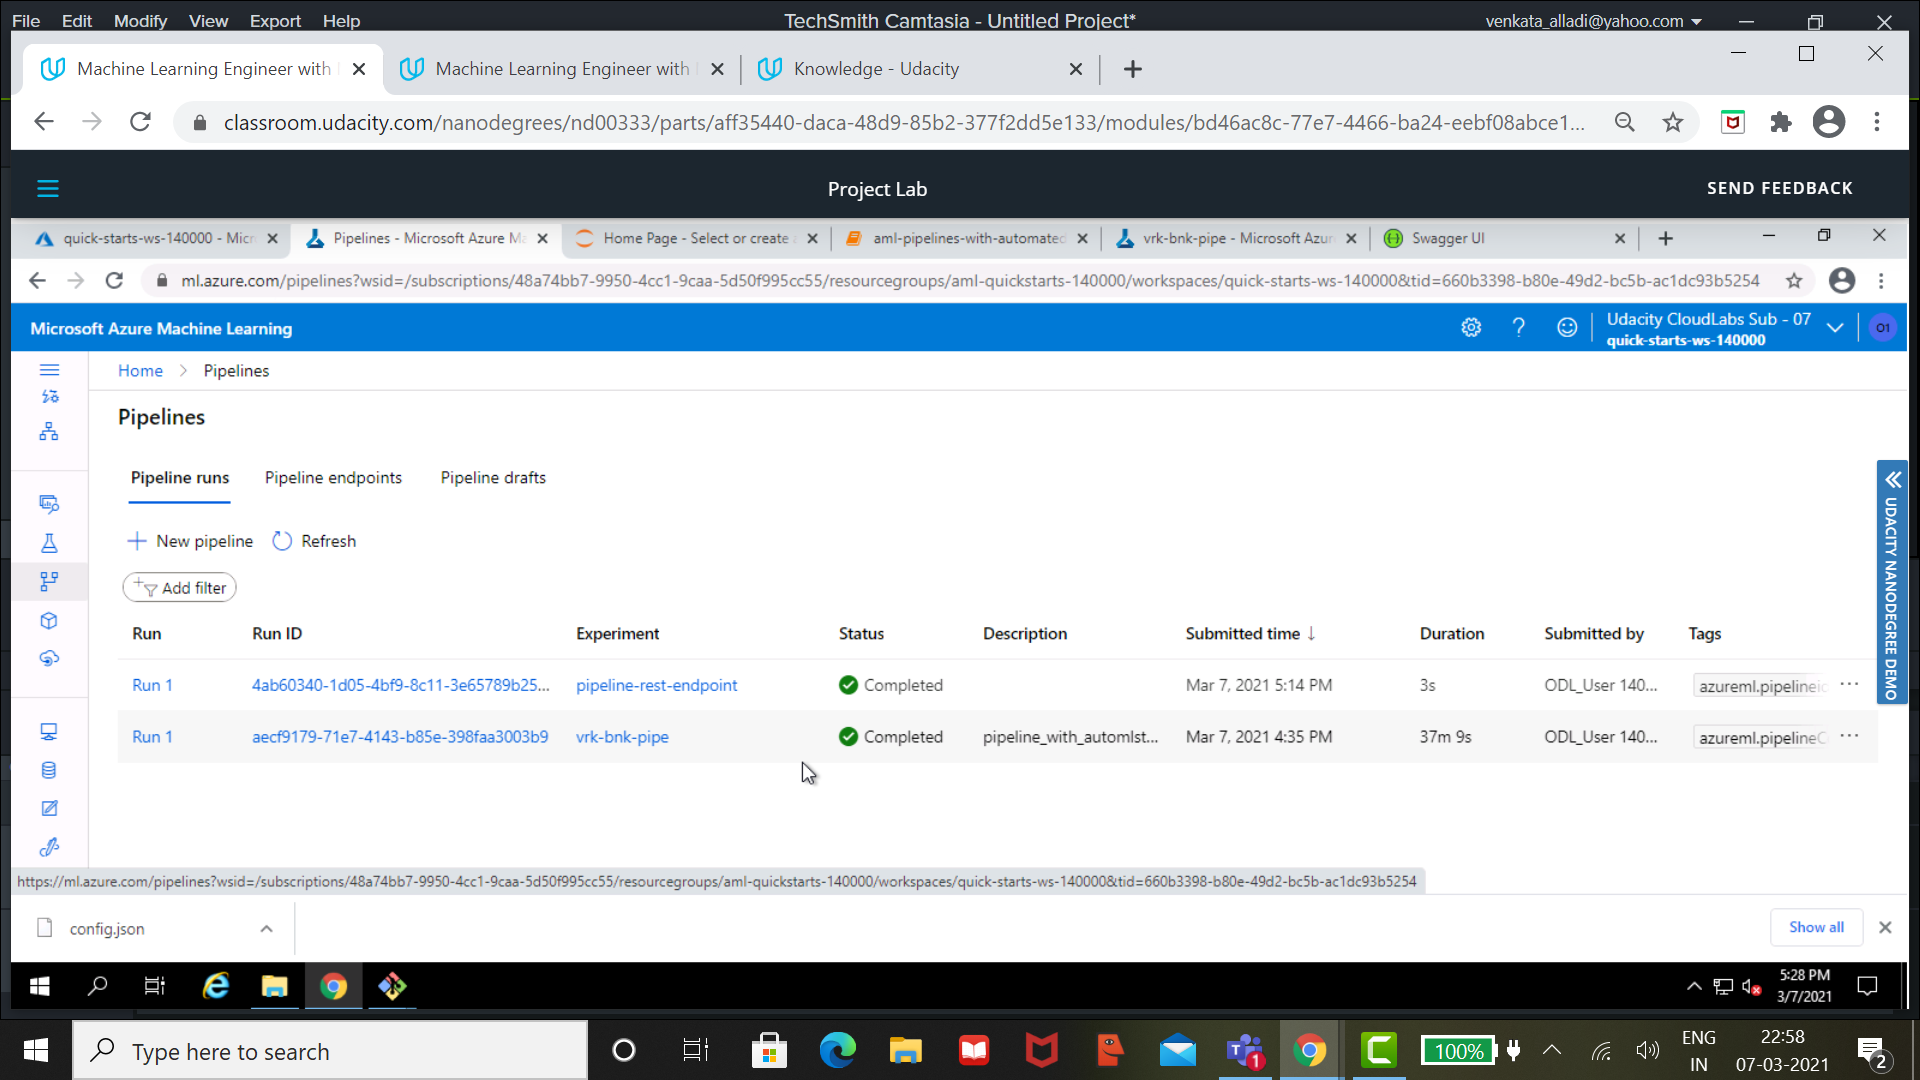 File Edit Modify View Export Help TechSmith Camtasia - Untitled Project* venkata_alladi@yahoo.com
Machine Learning Engineer with Machine Learning Engineer with Knowledge - Udacity
classroom.udacity.com/nanodegrees/nd00333/parts/aff35440-daca-48d9-85b2-377f2dd5e133/modules/bd46ac8c-77e7-4466-ba24-eebf08abce1...
Project Lab SEND FEEDBACK
quick-starts-ws-140000 - Micr Pipelines - Microsoft Azure Ma Home Page - Select or create aml-pipelines-with-automated vrk-bnk-pipe - Microsoft Azur Swagger UI
ml.azure.com/pipelines?wsid=/subscriptions/48a74bb7-9950-4cc1-9caa-5d50f995cc55/resourcegroups/aml-quickstarts-140000/workspaces/quick-starts-ws-140000&tid=660b3398-b80e-49d2-bc5b-ac1dc93b5254
Microsoft Azure Machine Learning Udacity CloudLabs Sub - 07
quick-starts-ws-140000
O1
Home > Pipelines
Pipelines
Pipeline runs Pipeline endpoints Pipeline drafts
New pipeline Refresh
Add filter
Run Run ID Experiment Status Description Submitted time ↓ Duration Submitted by Tags
Run 1 4ab60340-1d05-4bf9-8c11-3e65789b25... pipeline-rest-endpoint Completed Mar 7, 2021 5:14 PM 3s ODL_User 140... azureml.pipelineid ...
Run 1 aecf9179-71e7-4143-b85e-398faa3003b9 vrk-bnk-pipe Completed pipeline_with_automlst... Mar 7, 2021 4:35 PM 37m 9s ODL_User 140... azureml.pipelineC ...
UDACITY NANODEGREE DEMO
https://ml.azure.com/pipelines?wsid=/subscriptions/48a74bb7-9950-4cc1-9caa-5d50f995cc55/resourcegroups/aml-quickstarts-140000/workspaces/quick-starts-ws-140000&tid=660b3398-b80e-49d2-bc5b-ac1dc93b5254
config.json Show all
5:28 PM
3/7/2021
Type here to search 1 100% ENG 22:58
IN 07-03-2021 2